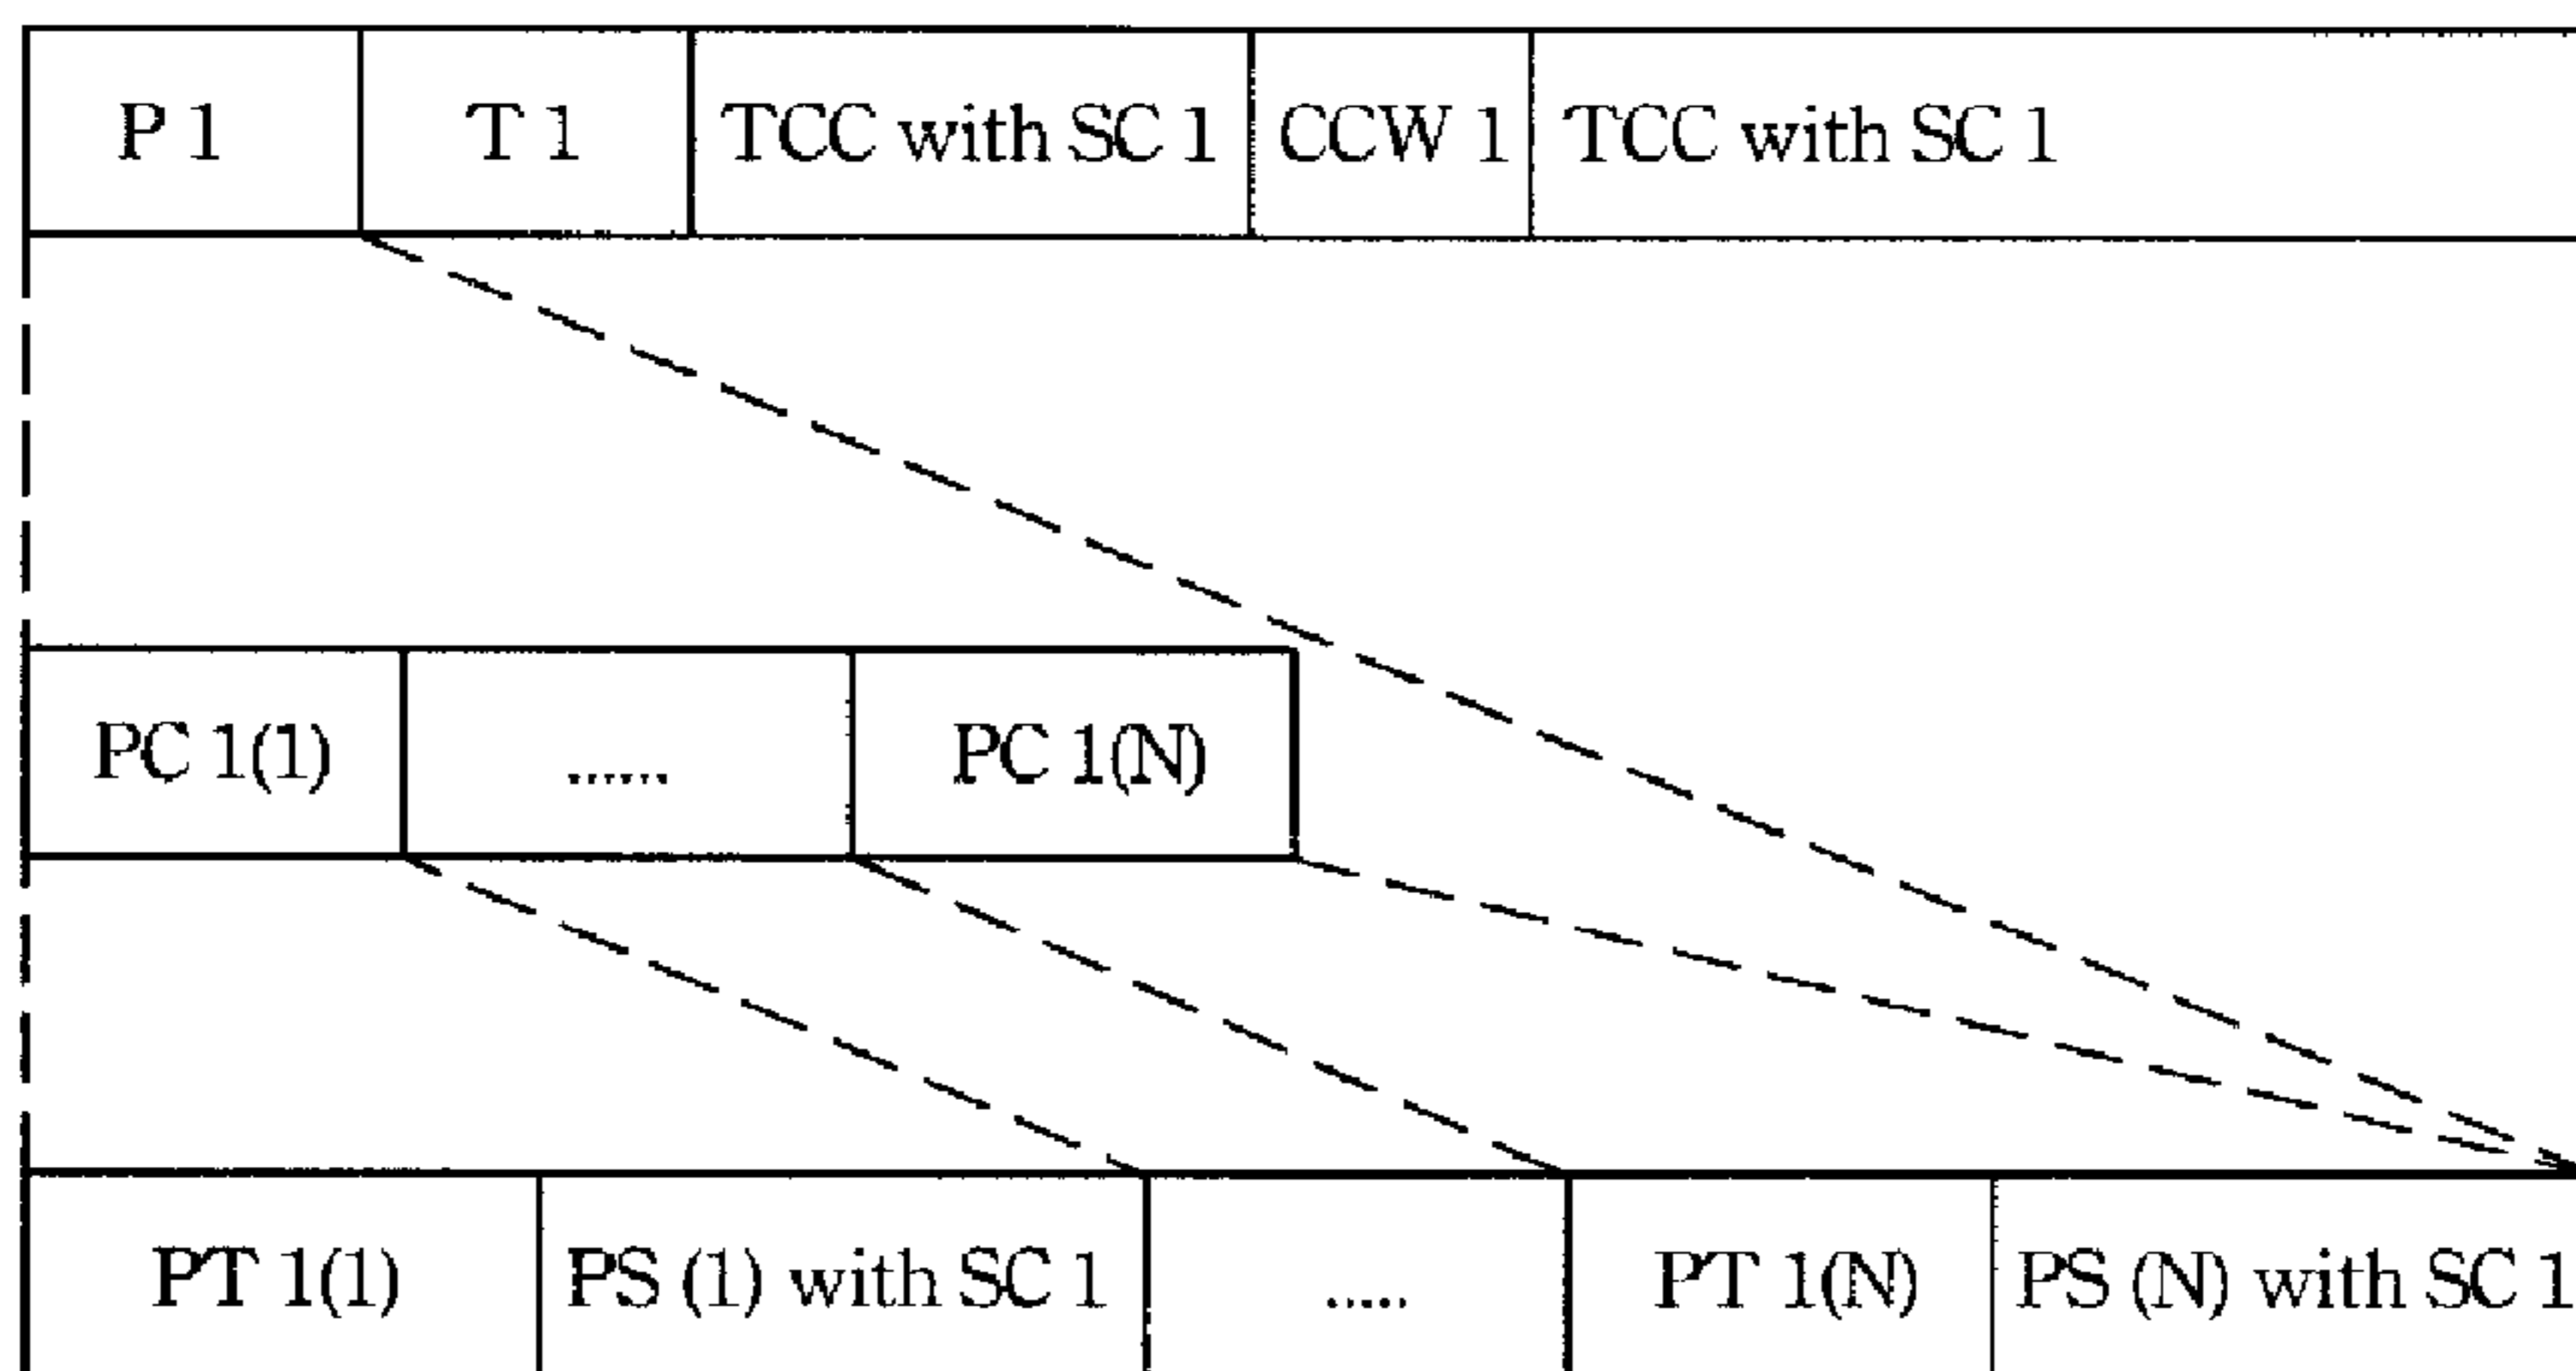 P 1 T 1 TCC with SC 1 CCW 1 TCC with SC 1
PC 1(1) ...... PC 1(N)
PT 1(1) PS (1) with SC 1 ..... PT 1(N) PS (N) with SC 1